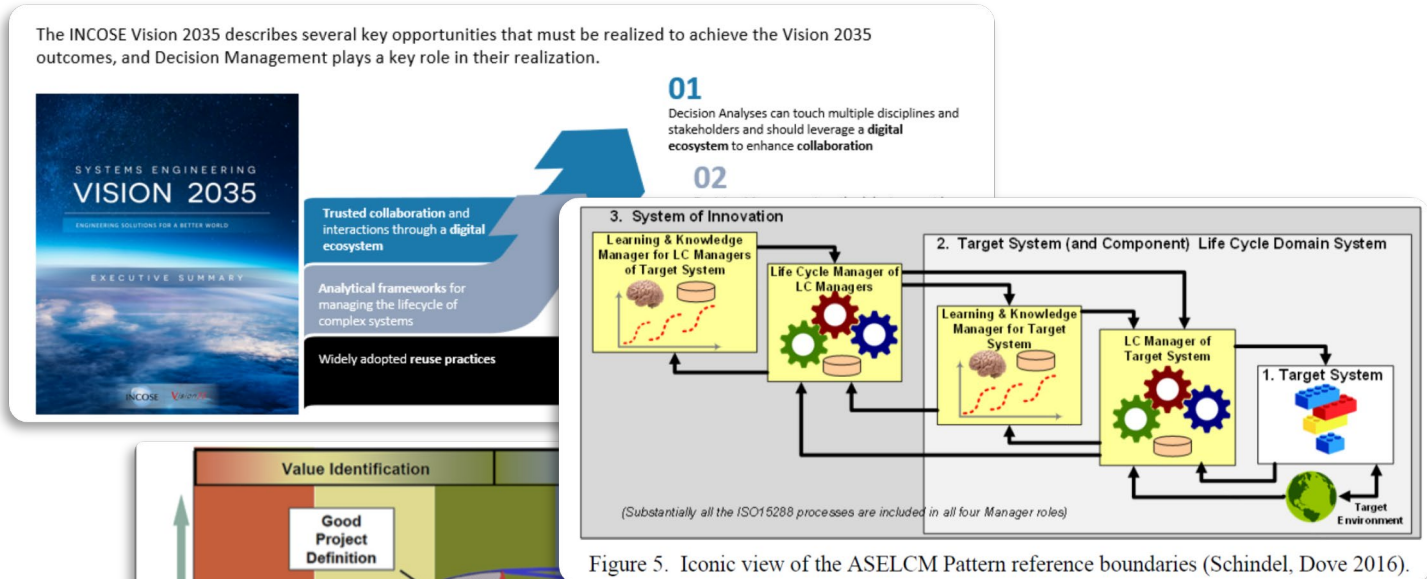 The INCOSE Vision 2035 describes several key opportunities that must be realized to achieve the Vision 2035
outcomes, and Decision Management plays a key role in their realization.
SYSTEMS ENGINEERING
VISION 2035
ENGINEERING SOLUTIONS FOR A BETTER WORLD
EXECUTIVE SUMMARY
INCOSE
Trusted collaboration and
interactions through a digital
ecosystem
Analytical frameworks for
managing the lifecycle of
complex systems
Widely adopted reuse practices
01
Decision Analyses can touch multiple disciplines and
stakeholders and should leverage a digital
ecosystem to enhance collaboration
02
3. System of Innovation
Learning & Knowledge
Manager for LC Managers
of Target System
Life Cycle Manager of
LC Managers
2. Target System (and Component) Life Cycle Domain System
Learning & Knowledge
Manager for Target
System
LC Manager of
Target System
1. Target System
Target
Environment
(Substantially all the ISO15288 processes are included in all four Manager roles)
Figure 5. Iconic view of the ASELCM Pattern reference boundaries (Schindel, Dove 2016).
Value Identification
Good
Project
Definition